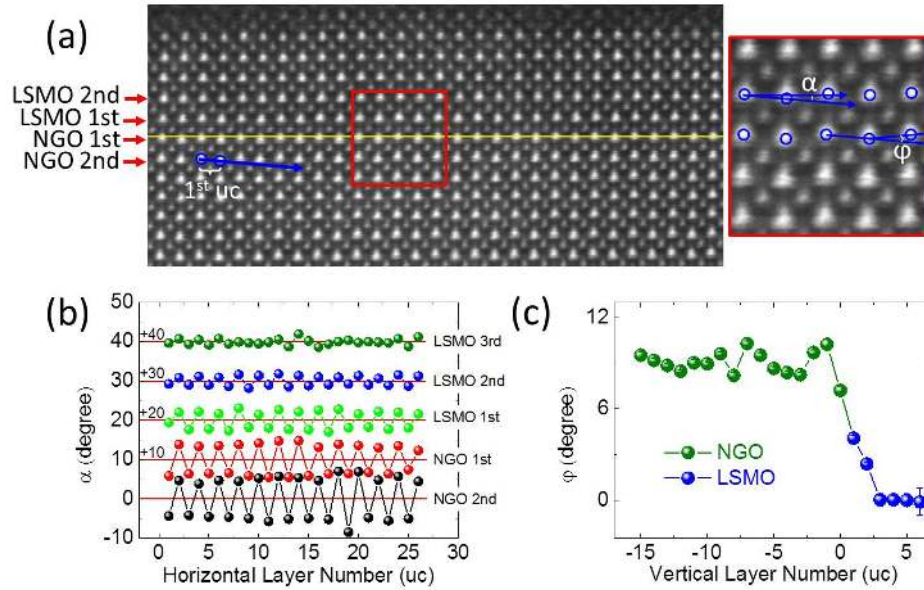 (a)
LSMO 2nd
LSMO 1st
NGO 1st
NGO 2nd
1st uc
α
φ
(b)
50
40
30
20
10
0
-10
α (degree)
+40
+30
+20
+10
LSMO 3rd
LSMO 2nd
LSMO 1st
NGO 1st
NGO 2nd
0 5 10 15 20 25 30
Horizontal Layer Number (uc)
(c)
12
6
0
φ (degree)
NGO
LSMO
-15 -10 -5 0 5
Vertical Layer Number (uc)